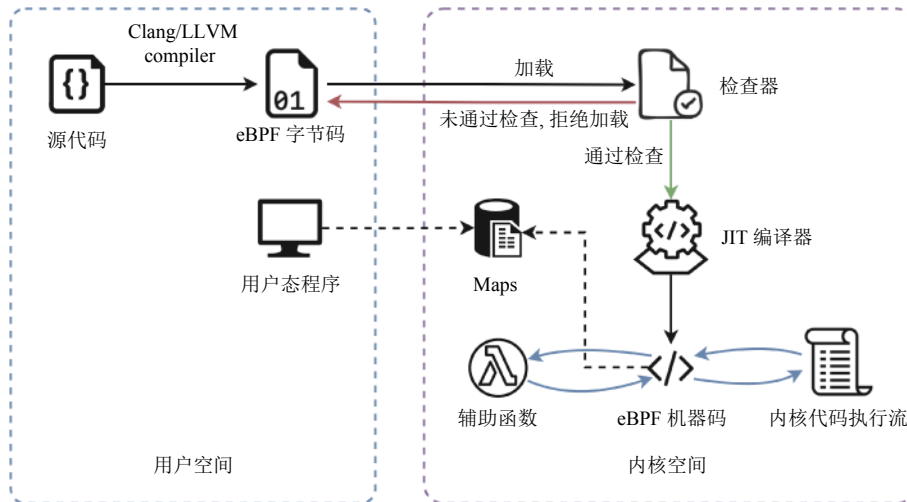 Clang/LLVM
compiler
加载
检查器
源代码
01
eBPF 字节码
未通过检查, 拒绝加载
通过检查
JIT 编译器
用户态程序
Maps
辅助函数
eBPF 机器码
内核代码执行流
用户空间
内核空间